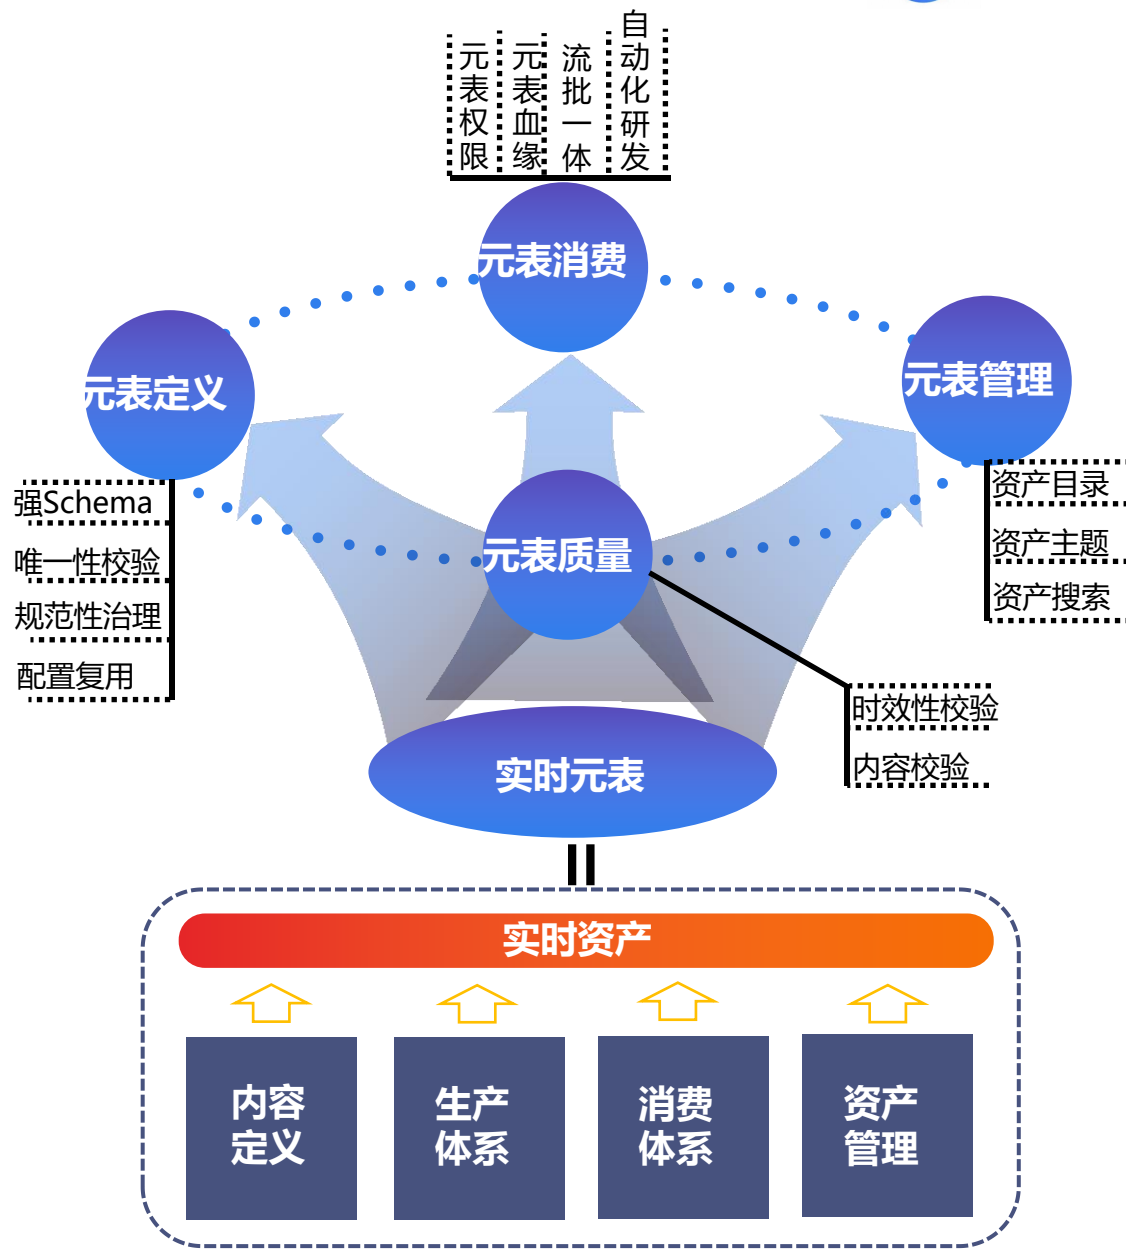 元表权限
元表血缘
流批一体
自动化研发
元表消费
元表定义
元表管理
强Schema
唯一性校验
规范性治理
配置复用
资产目录
资产主题
资产搜索
元表质量
时效性校验
内容校验
实时元表
实时资产
内容
定义
生产
体系
消费
体系
资产
管理